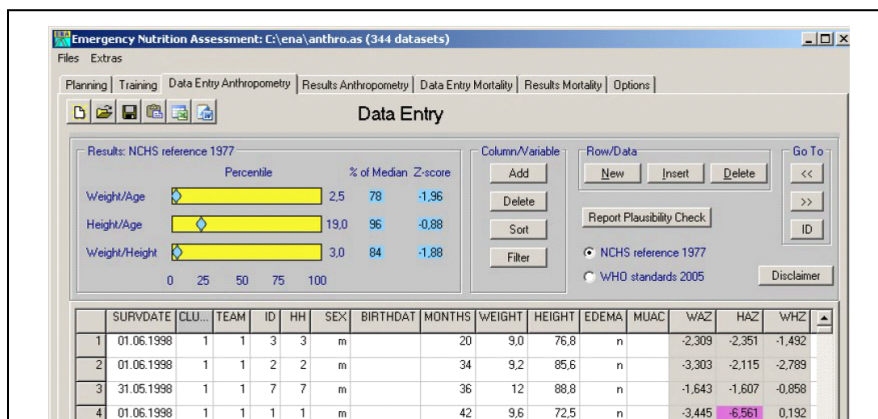 Emergency Nutrition Assessment: C:\ena\anthro.as (344 datasets)
Files Extras
Planning Training Data Entry Anthropometry Results Anthropometry Data Entry Mortality Results Mortality Options
Data Entry
Results: NCHS reference 1977
Percentile % of Median Z-score
Weight/Age 2,5 78 -1,96
Height/Age 19,0 96 -0,88
Weight/Height 3,0 84 -1,88
0 25 50 75 100
Column/Variable
Add
Delete
Sort
Filter
Row/Data
New Insert Delete
Report Plausibility Check
NCHS reference 1977
WHO standards 2005
Go To
<<
>>
ID
Disclaimer
SURVDATE CLU... TEAM ID HH SEX BIRTHDAT MONTHS WEIGHT HEIGHT EDEMA MUAC WAZ HAZ WHZ
1 01.06.1998 1 1 3 3 m 20 9,0 76,8 n -2,309 -2,351 -1,492
2 01.06.1998 1 1 2 2 m 34 9,2 85,6 n -3,303 -2,115 -2,789
3 31.05.1998 1 1 7 7 m 36 12 88,8 n -1,643 -1,607 -0,858
4 01.06.1998 1 1 1 1 m 42 9,6 72,5 n -3,445 -6,561 0,192